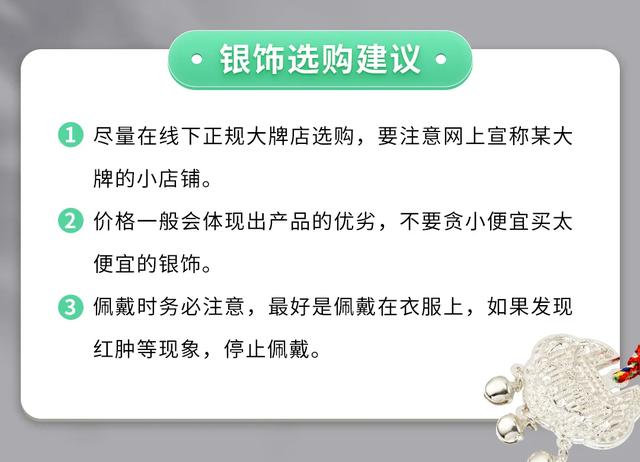 银饰选购建议
1 尽量在线下正规大牌店选购，要注意网上宣称某大
牌的小店铺。
2 价格一般会体现出产品的优劣，不要贪小便宜买太
便宜的银饰。
3 佩戴时务必注意，最好是佩戴在衣服上，如果发现
红肿等现象，停止佩戴。